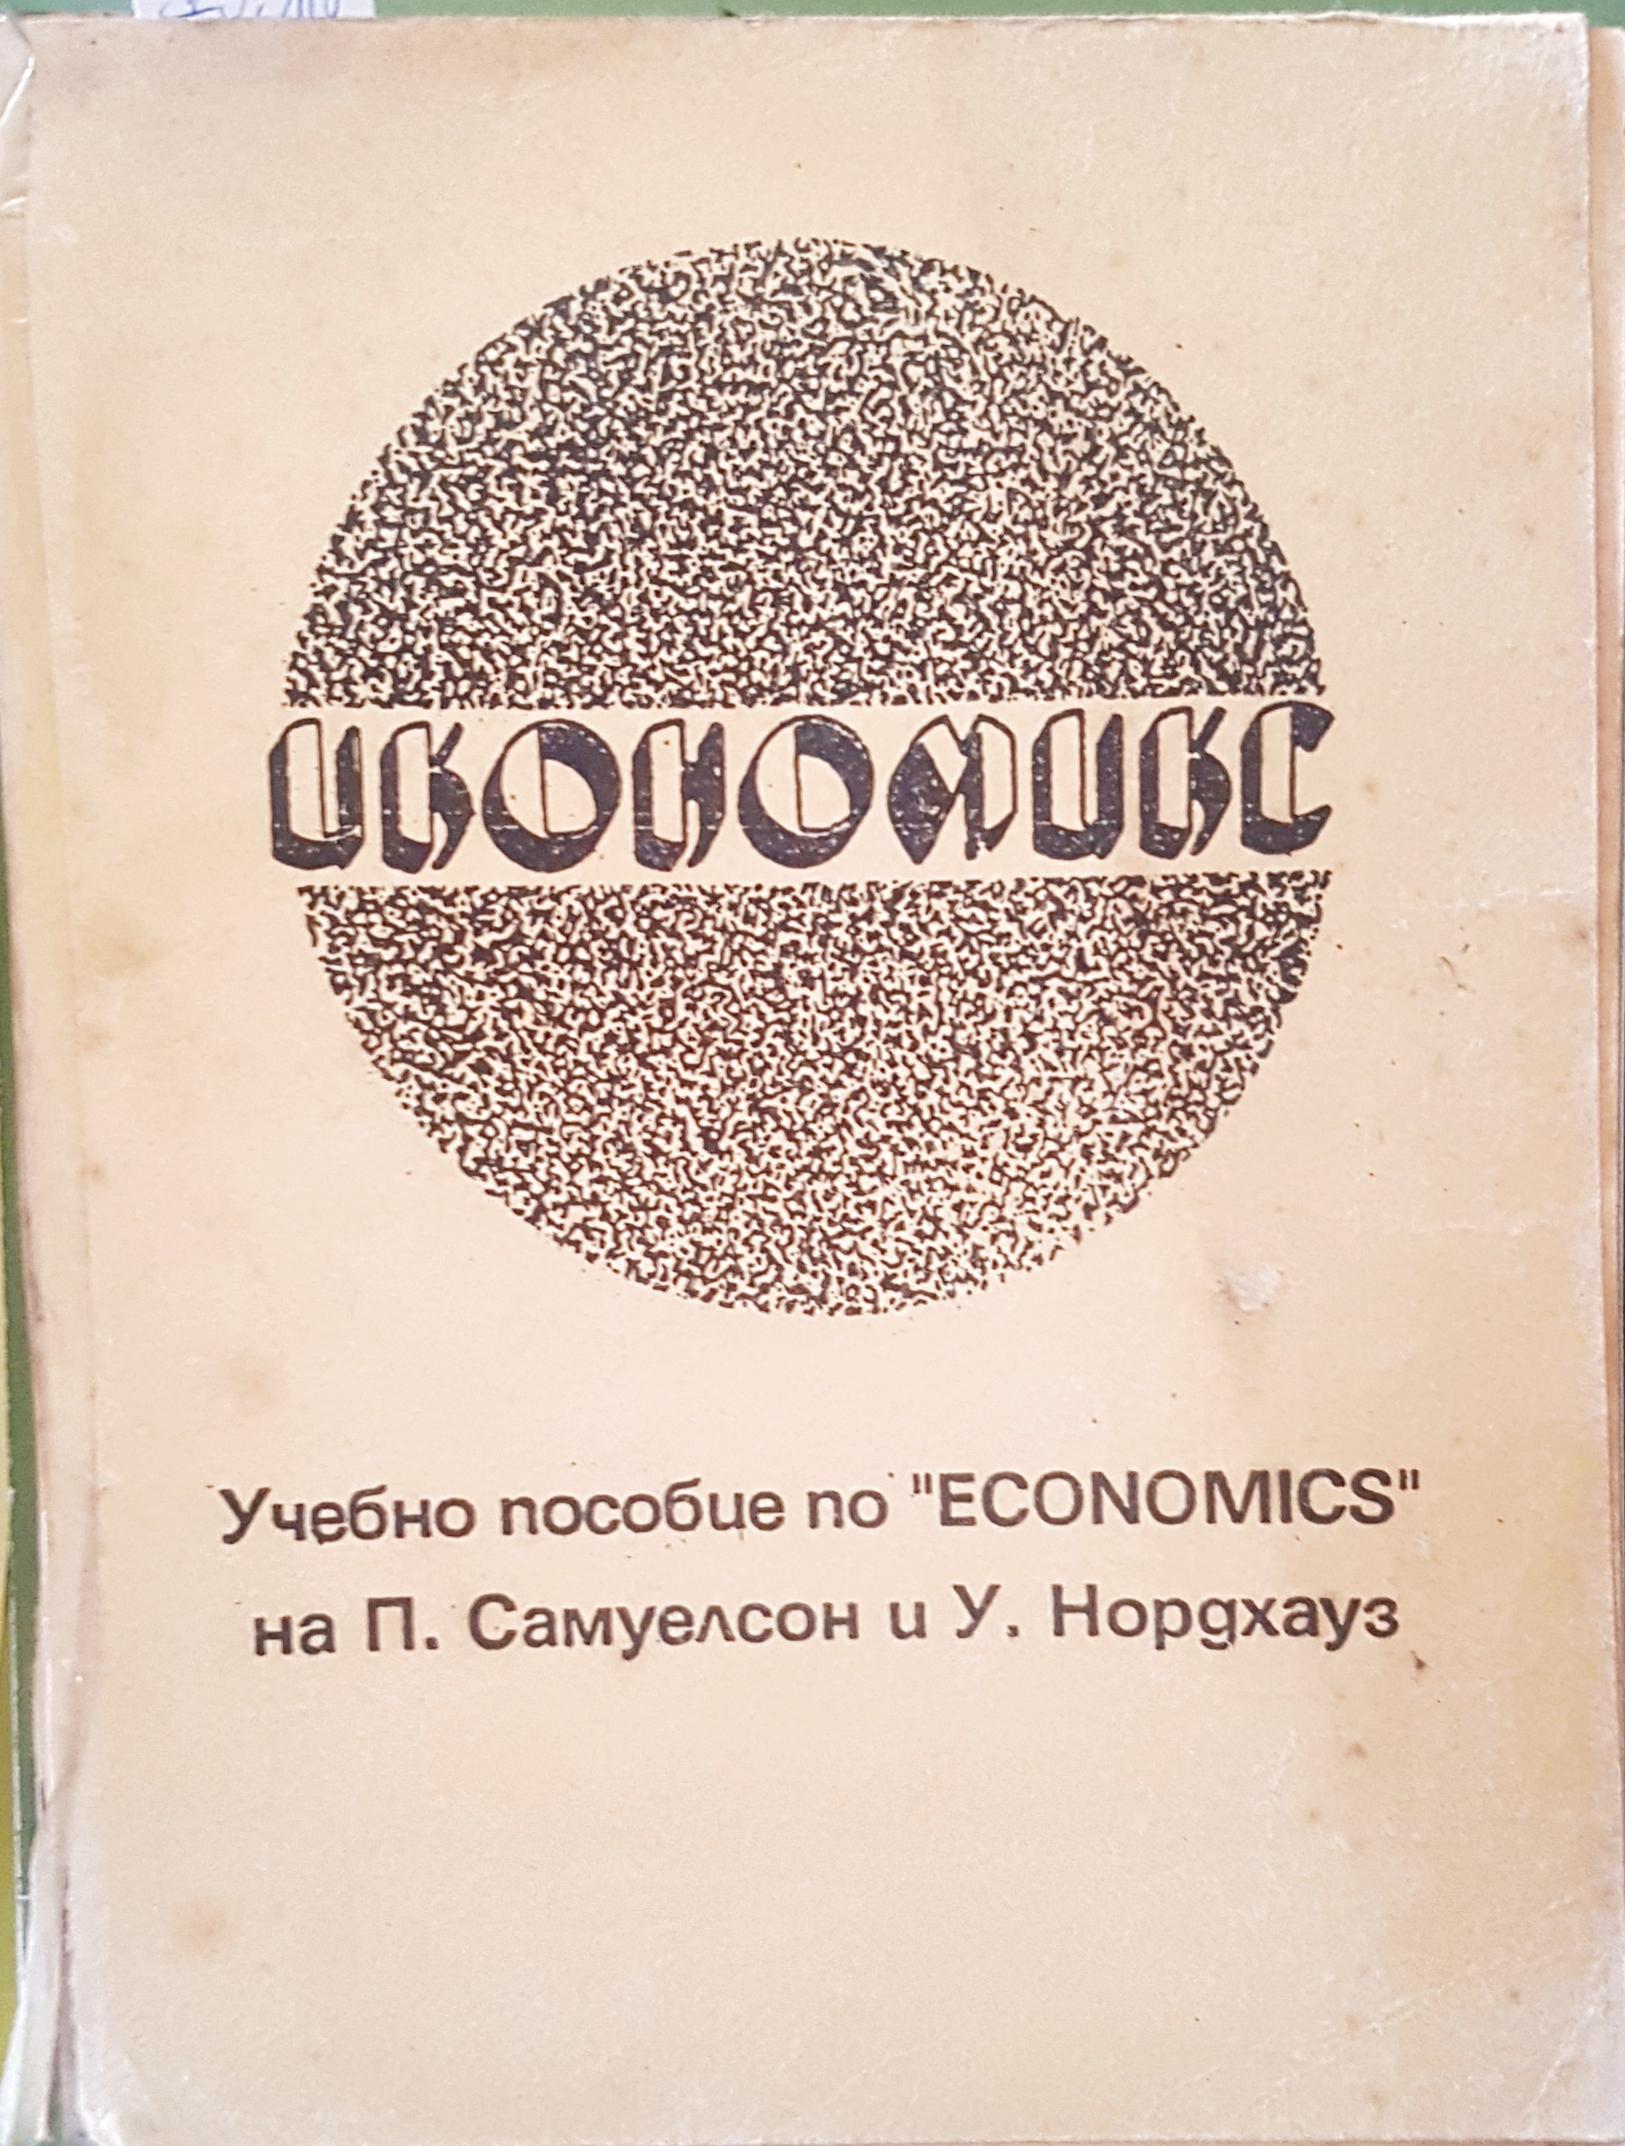 ИКОНОМИКС
Учебно пособие по "ECONOMICS"
на П. Самуелсон и У. Нордхауз